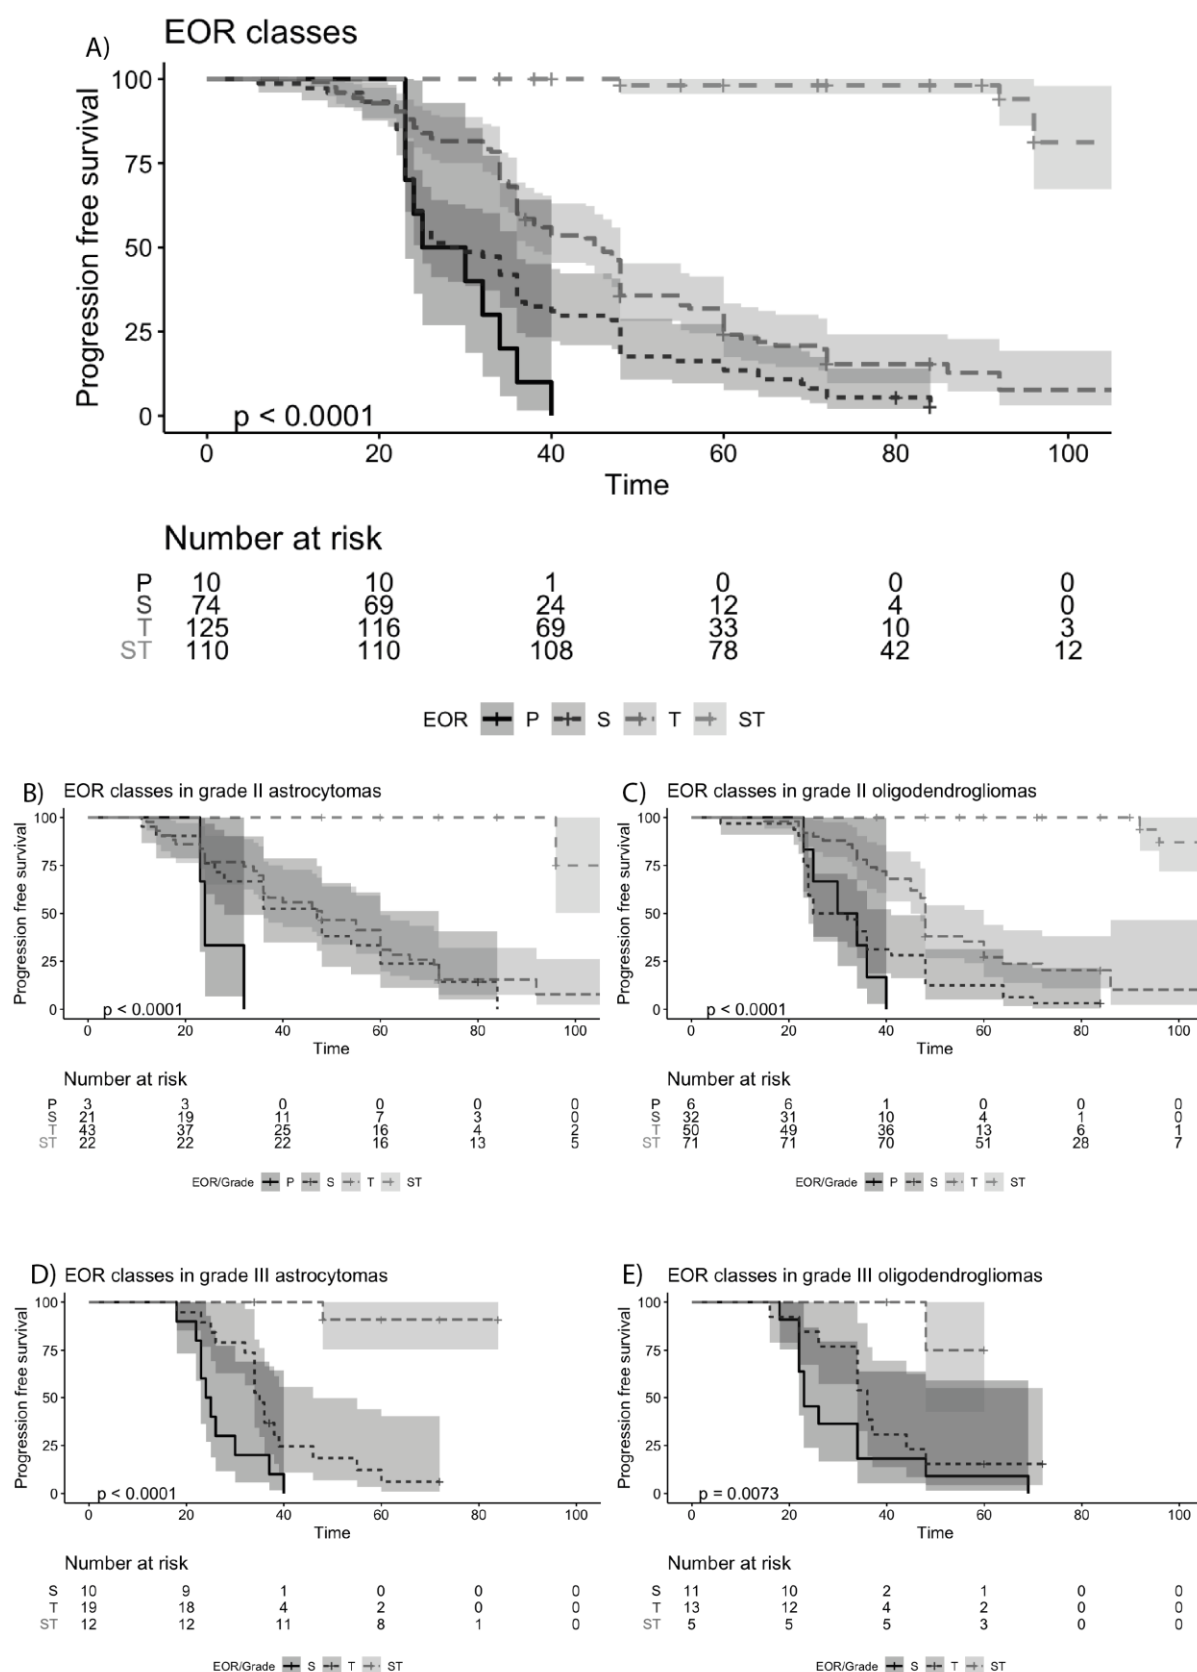 A)
EOR classes
Progression free survival
100
75
50
25
0
p < 0.0001
0 20 40 60 80 100
Time
Number at risk
P 10 10 1 0 0 0
S 74 69 24 12 4 0
T 125 116 69 33 10 3
ST 110 110 108 78 42 12
EOR P S T ST
B) EOR classes in grade II astrocytomas
Progression free survival
100
75
50
25
0
p < 0.0001
0 20 40 60 80 100
Time
Number at risk
P 3 3 0 0 0 0
S 21 19 11 7 3 0
T 43 37 25 16 4 2
ST 22 22 22 16 13 5
EOR/Grade P S T ST
C) EOR classes in grade II oligodendrogliomas
Progression free survival
100
75
50
25
0
p < 0.0001
0 20 40 60 80 100
Time
Number at risk
P 6 6 1 0 0 0
S 32 31 10 4 1 0
T 50 49 36 13 6 1
ST 71 71 70 51 28 7
EOR/Grade P S T ST
D) EOR classes in grade III astrocytomas
Progression free survival
100
75
50
25
0
p < 0.0001
0 20 40 60 80 100
Time
Number at risk
S 10 9 1 0 0 0
T 19 18 4 2 0 0
ST 12 12 11 8 1 0
EOR/Grade S T ST
E) EOR classes in grade III oligodendrogliomas
Progression free survival
100
75
50
25
0
p = 0.0073
0 20 40 60 80 100
Time
Number at risk
S 11 10 2 1 0 0
T 13 12 4 2 0 0
ST 5 5 5 3 0 0
EOR/Grade S T ST